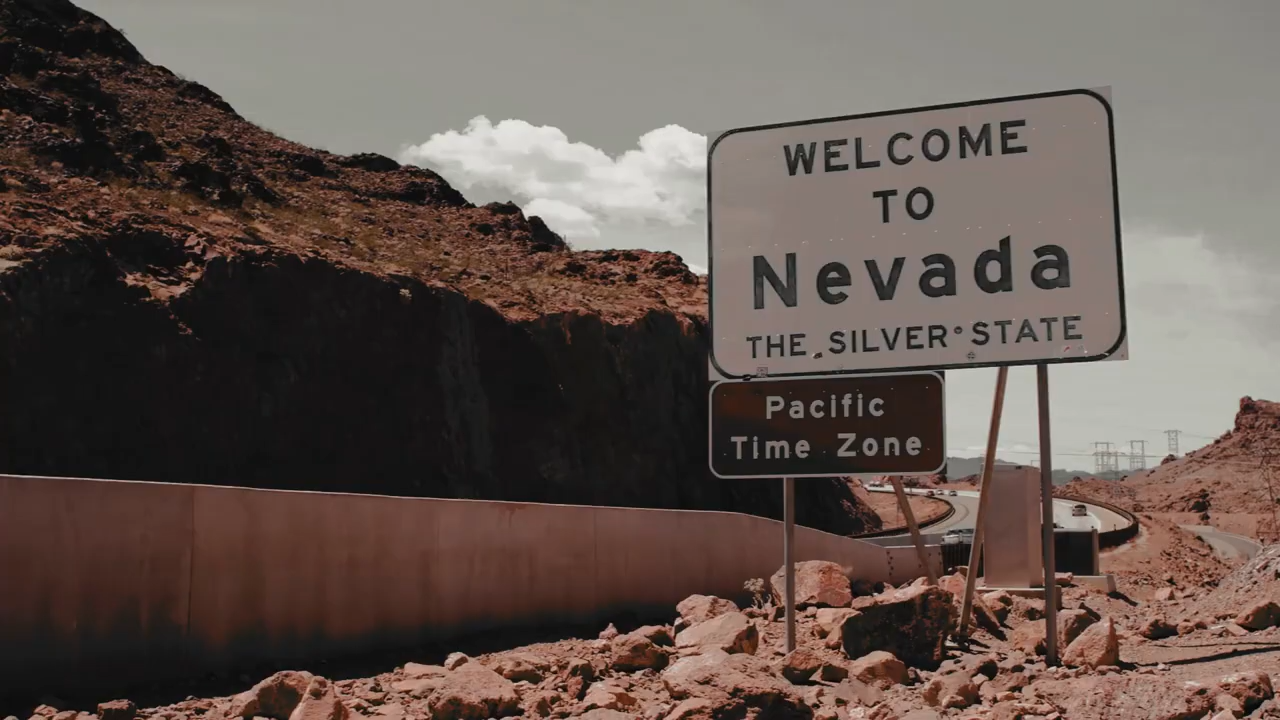 WELCOME
TO
Nevada
THE SILVER STATE
Pacific
Time Zone